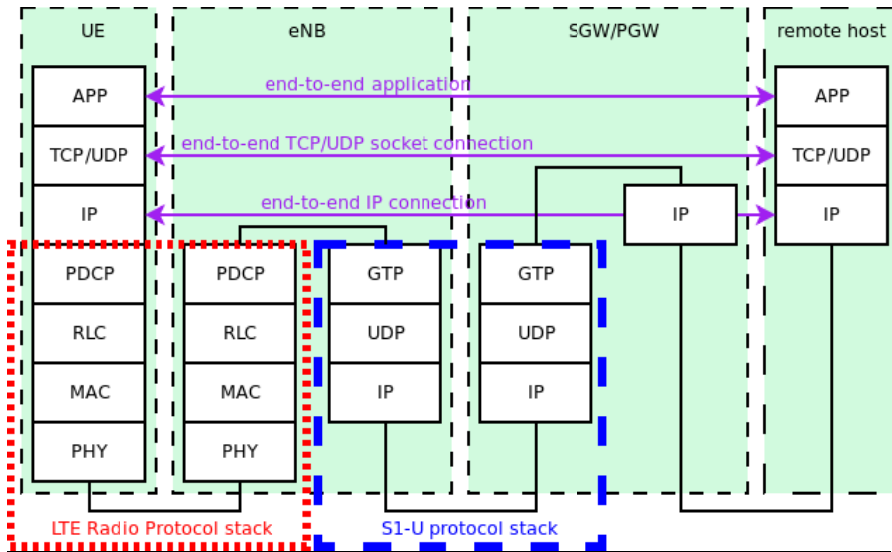 UE
eNB
SGW/PGW
remote host
APP
end-to-end application
APP
TCP/UDP
end-to-end TCP/UDP socket connection
TCP/UDP
IP
end-to-end IP connection
IP
IP
PDCP
PDCP
GTP
GTP
RLC
RLC
UDP
UDP
MAC
MAC
IP
IP
PHY
PHY
LTE Radio Protocol stack
S1-U protocol stack